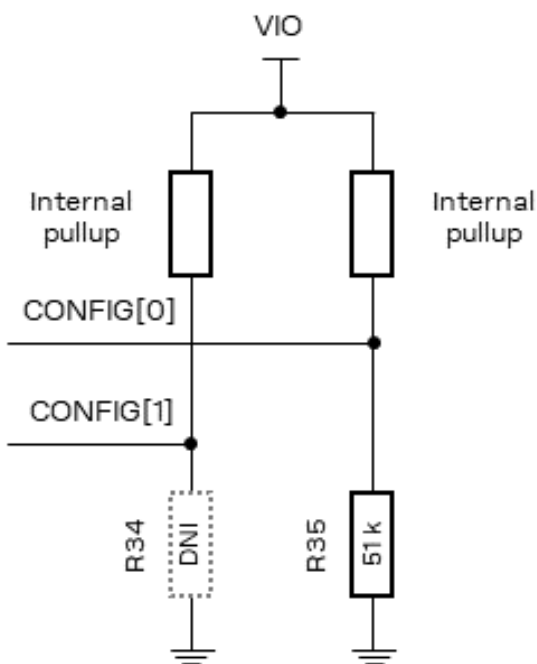 VIO
Internal
pullup
Internal
pullup
CONFIG[0]
CONFIG[1]
R34
DNI
R35
51 k